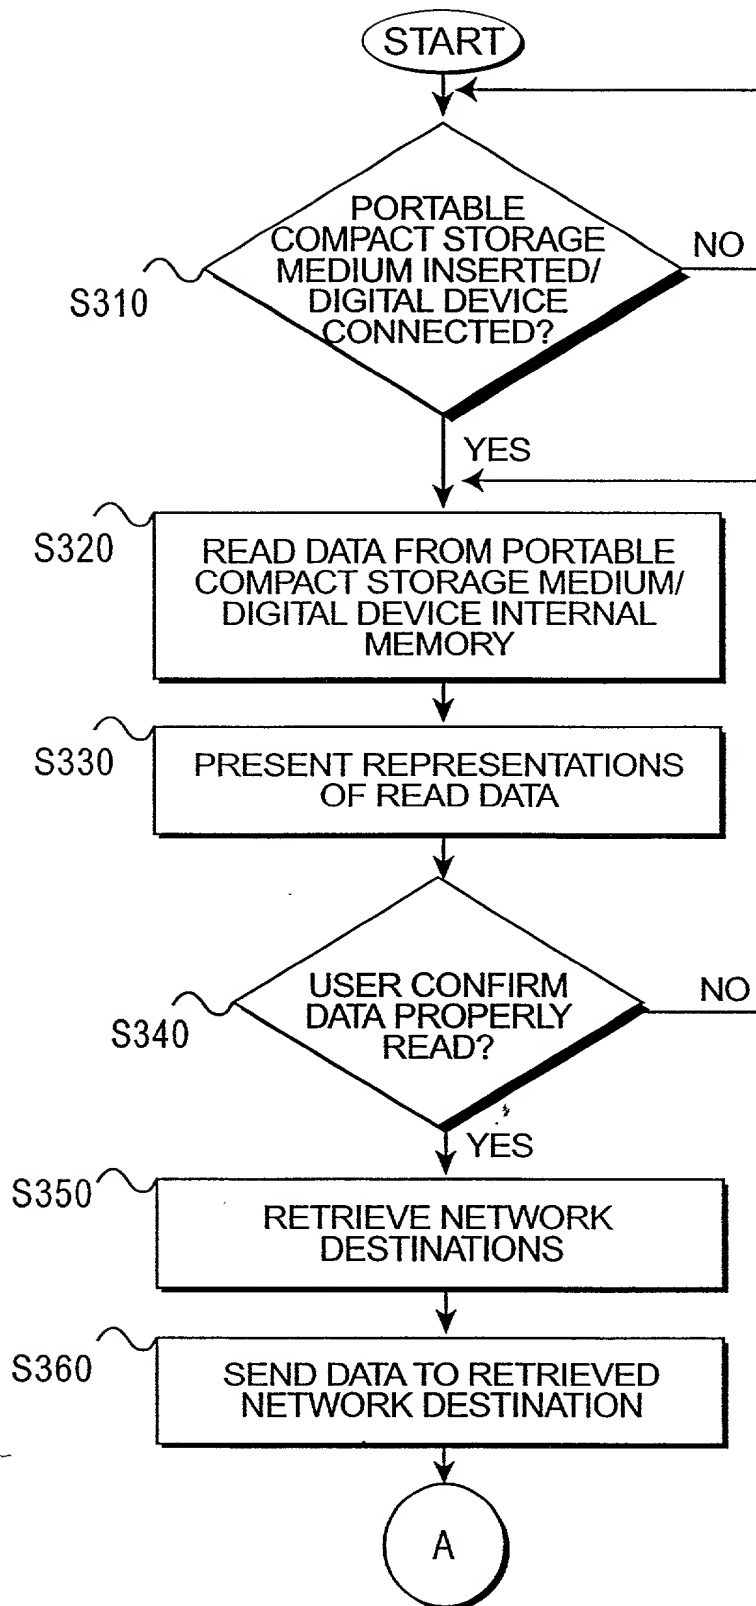 START
PORTABLE
COMPACT STORAGE
MEDIUM INSERTED/
DIGITAL DEVICE
CONNECTED?
NO
S310
YES
S320
READ DATA FROM PORTABLE
COMPACT STORAGE MEDIUM/
DIGITAL DEVICE INTERNAL
MEMORY
S330
PRESENT REPRESENTATIONS
OF READ DATA
USER CONFIRM
DATA PROPERLY
READ?
NO
S340
YES
S350
RETRIEVE NETWORK
DESTINATIONS
S360
SEND DATA TO RETRIEVED
NETWORK DESTINATION
A